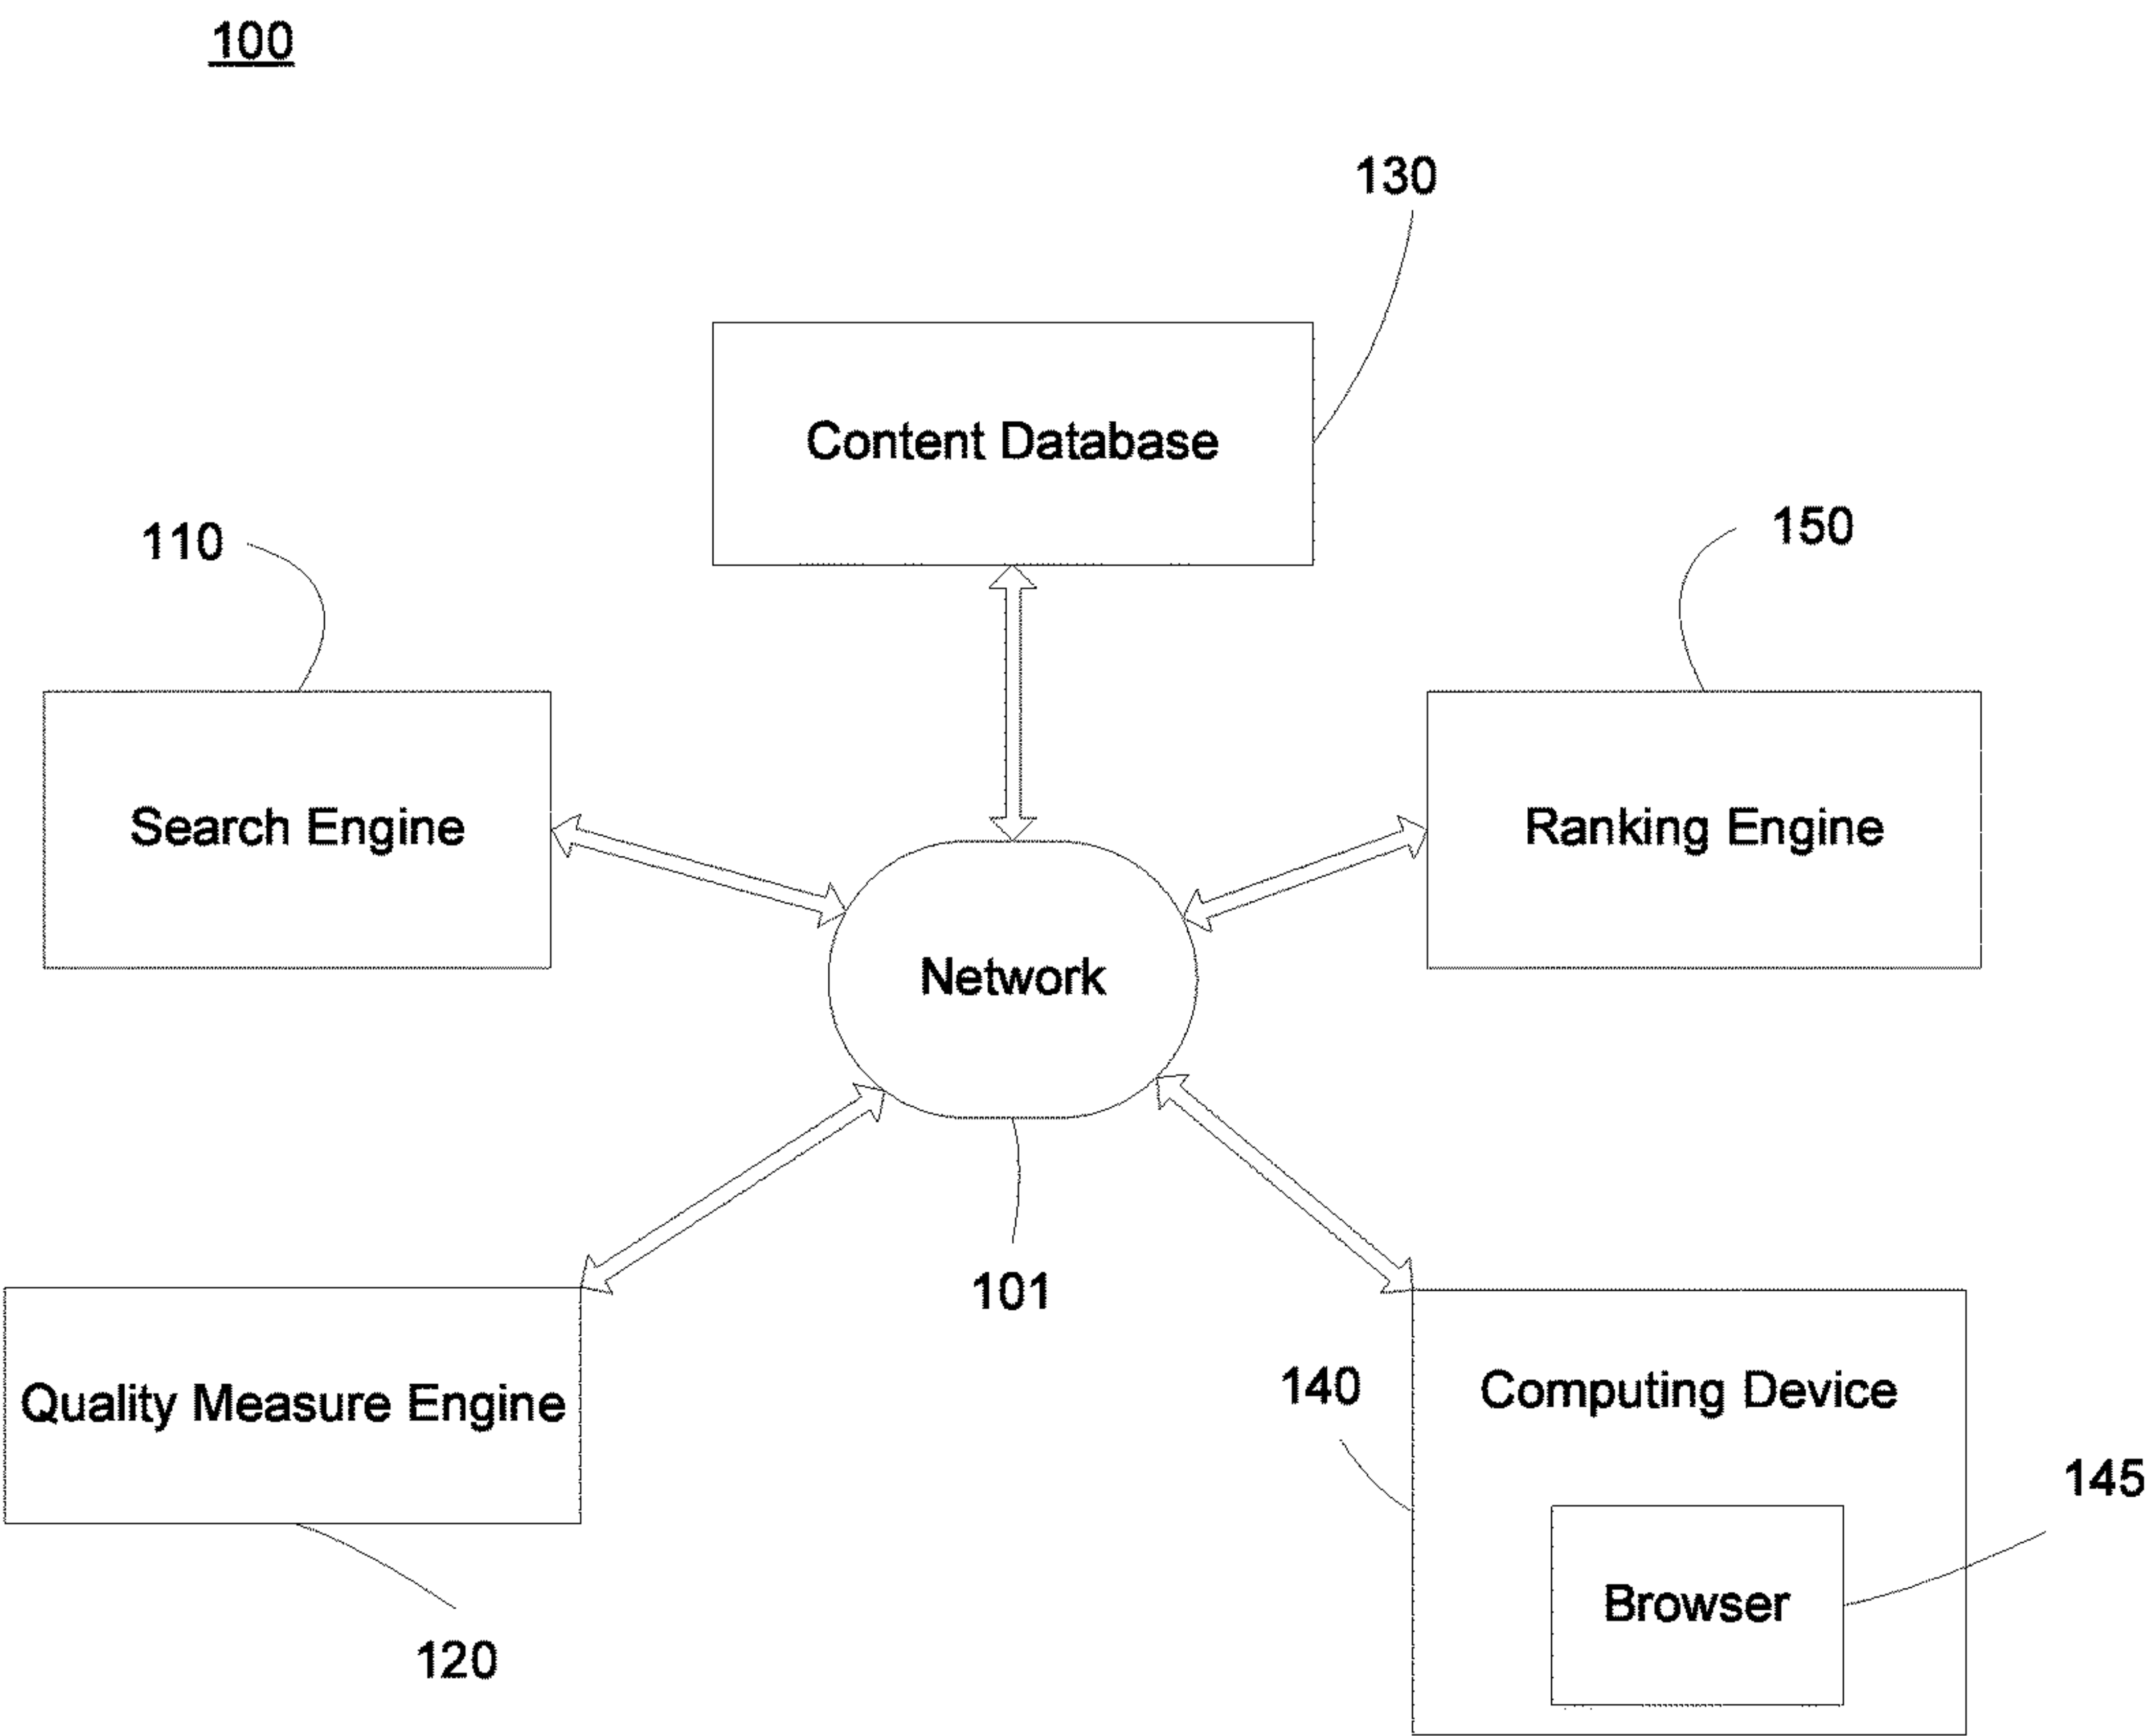 100
130
Content Database
110
150
Search Engine
Ranking Engine
Network
101
Quality Measure Engine
140
Computing Device
145
Browser
120